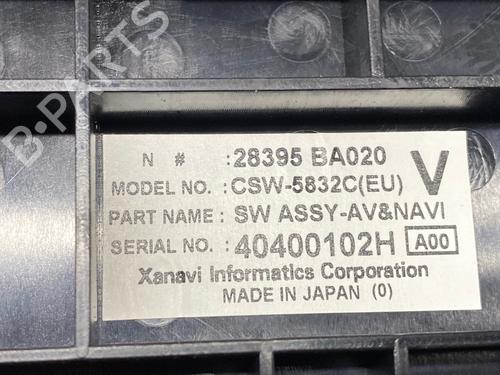 B-PARTS
N # : 28395 BA020
MODEL NO. : CSW-5832C(EU) V
PART NAME : SW ASSY-AV&NAVI
SERIAL NO. : 40400102H A00
Xanavi Informatics Corporation
MADE IN JAPAN (0)